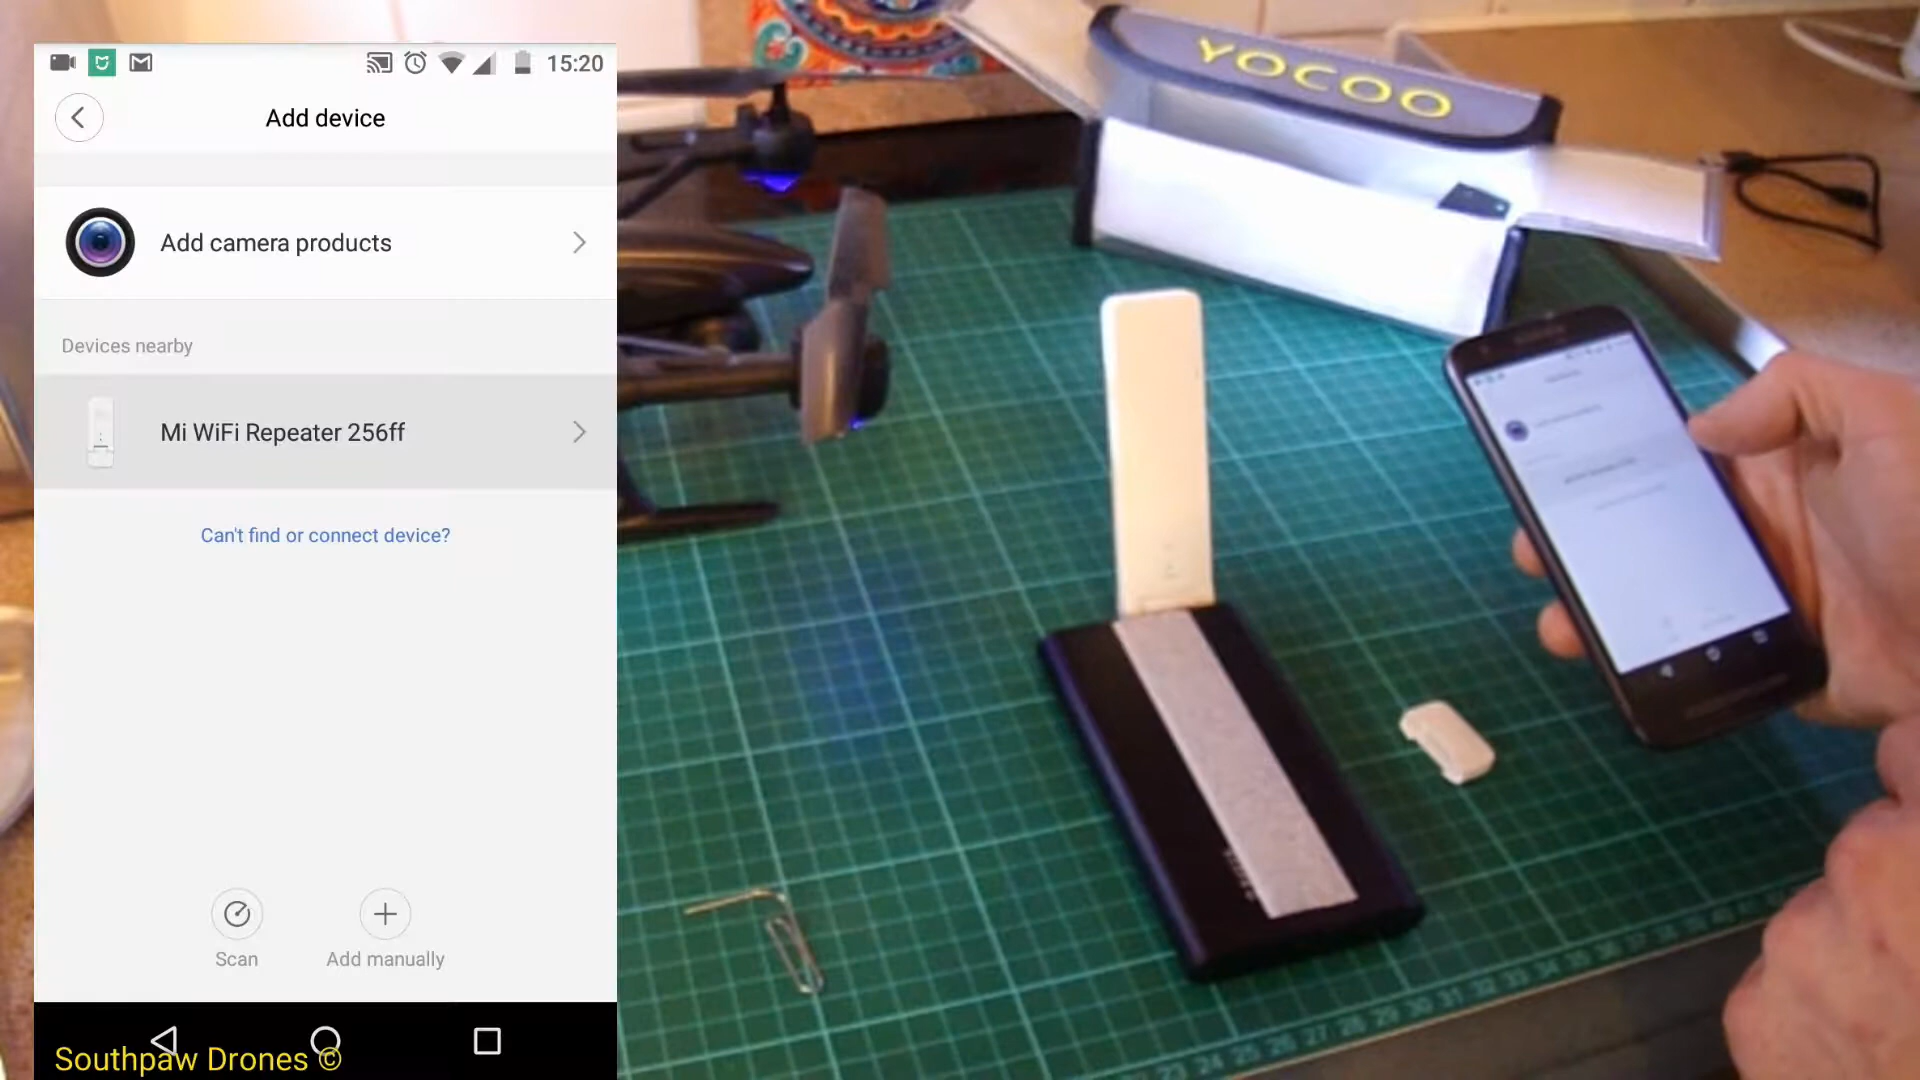 15:20
Add device
Add camera products
Devices nearby
Mi WiFi Repeater 256ff
Can't find or connect device?
Scan
Add manually
Southpaw Drones ©
YOCOO